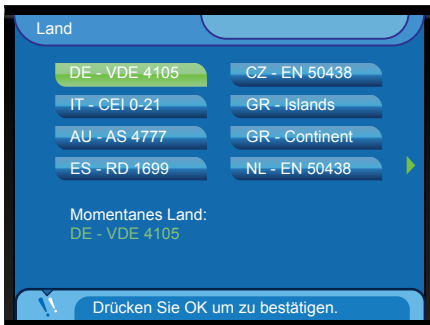 Land
DE - VDE 4105
CZ - EN 50438
IT - CEI 0-21
GR - Islands
AU - AS 4777
GR - Continent
ES - RD 1699
NL - EN 50438
Momentanes Land:
DE - VDE 4105
Drücken Sie OK um zu bestätigen.